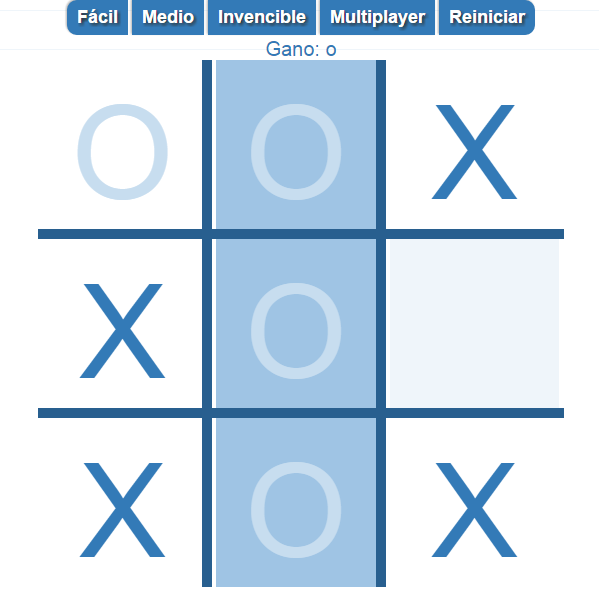 Fácil Medio Invencible Multiplayer Reiniciar
Gano: o
O O X
X O
X O X